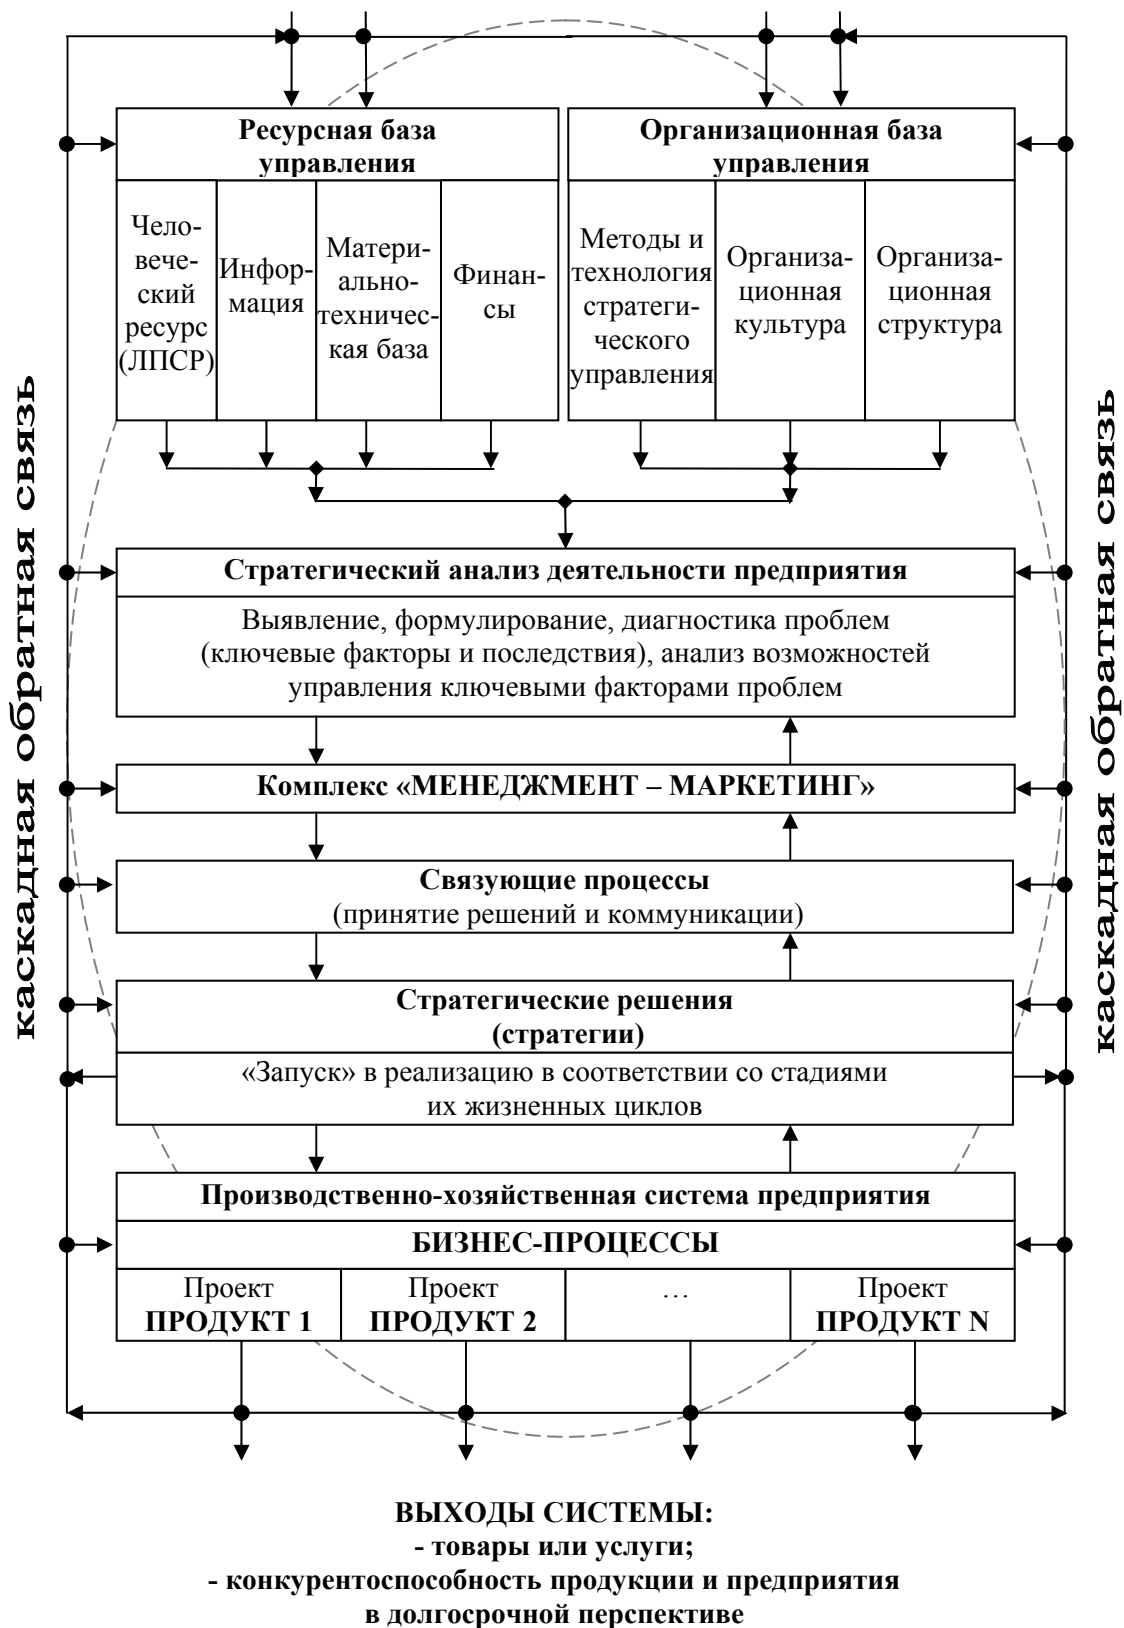 Ресурсная база
управления
Организационная база
управления
Чело-
вече-
ский
ресурс
(ЛПСР)
Инфор-
мация
Матери-
ально-
техничес-
кая база
Финан-
сы
Методы и
технология
стратеги-
ческого
управления
Организа-
ционная
культура
Организа-
ционная
структура
каскадная обратная связь
каскадная обратная связь
Стратегический анализ деятельности предприятия
Выявление, формулирование, диагностика проблем
(ключевые факторы и последствия), анализ возможностей
управления ключевыми факторами проблем
Комплекс «МЕНЕДЖМЕНТ – МАРКЕТИНГ»
Связующие процессы
(принятие решений и коммуникации)
Стратегические решения
(стратегии)
«Запуск» в реализацию в соответствии со стадиями
их жизненных циклов
Производственно-хозяйственная система предприятия
БИЗНЕС-ПРОЦЕССЫ
Проект
ПРОДУКТ 1
Проект
ПРОДУКТ 2
…
Проект
ПРОДУКТ N
ВЫХОДЫ СИСТЕМЫ:
- товары или услуги;
- конкурентоспособность продукции и предприятия
в долгосрочной перспективе